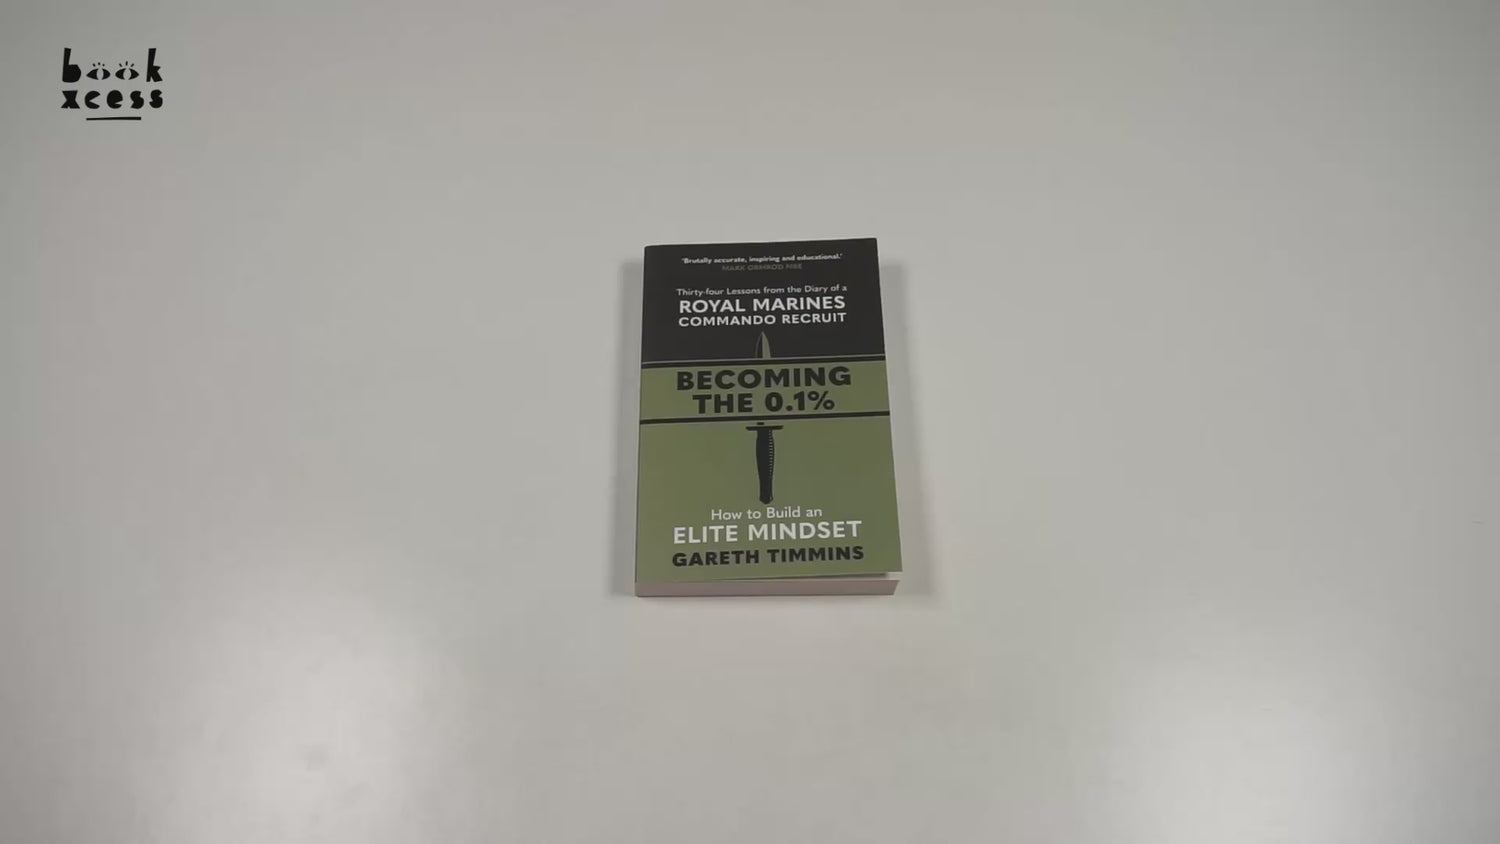 book
xcess
'Brutally accurate, inspiring and educational.'
MARK ORMROD MBE
Thirty-four Lessons from the Diary of a
ROYAL MARINES
COMMANDO RECRUIT
BECOMING
THE 0.1%
How to Build an
ELITE MINDSET
GARETH TIMMINS